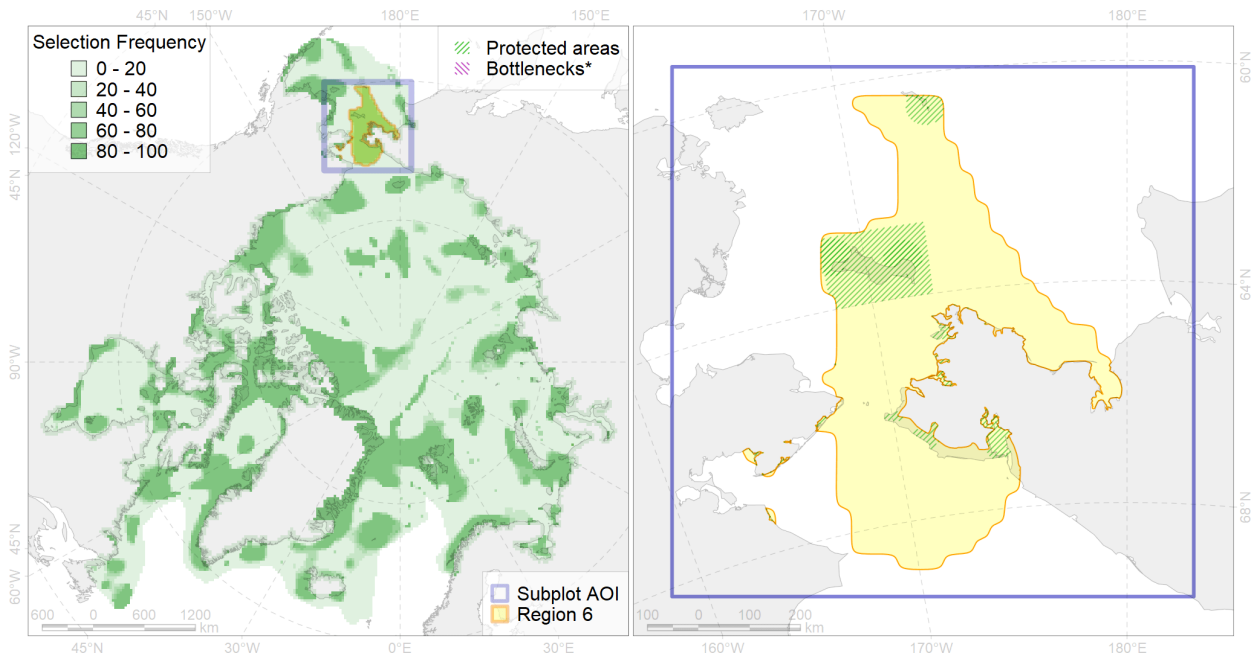 45°N 150°W 180°E 150°E 170°W 180°E
Selection Frequency
0 - 20
20 - 40
40 - 60
60 - 80
80 - 100
Protected areas
Bottlenecks*
120°W
45°N
90°W
45°N
60°W
60°N
64°N
68°N
Subplot AOI
Region 6
600 0 600 1200
km
100 0 100 200
km
45°N 30°W 0°E 30°E 160°W 170°W 180°E